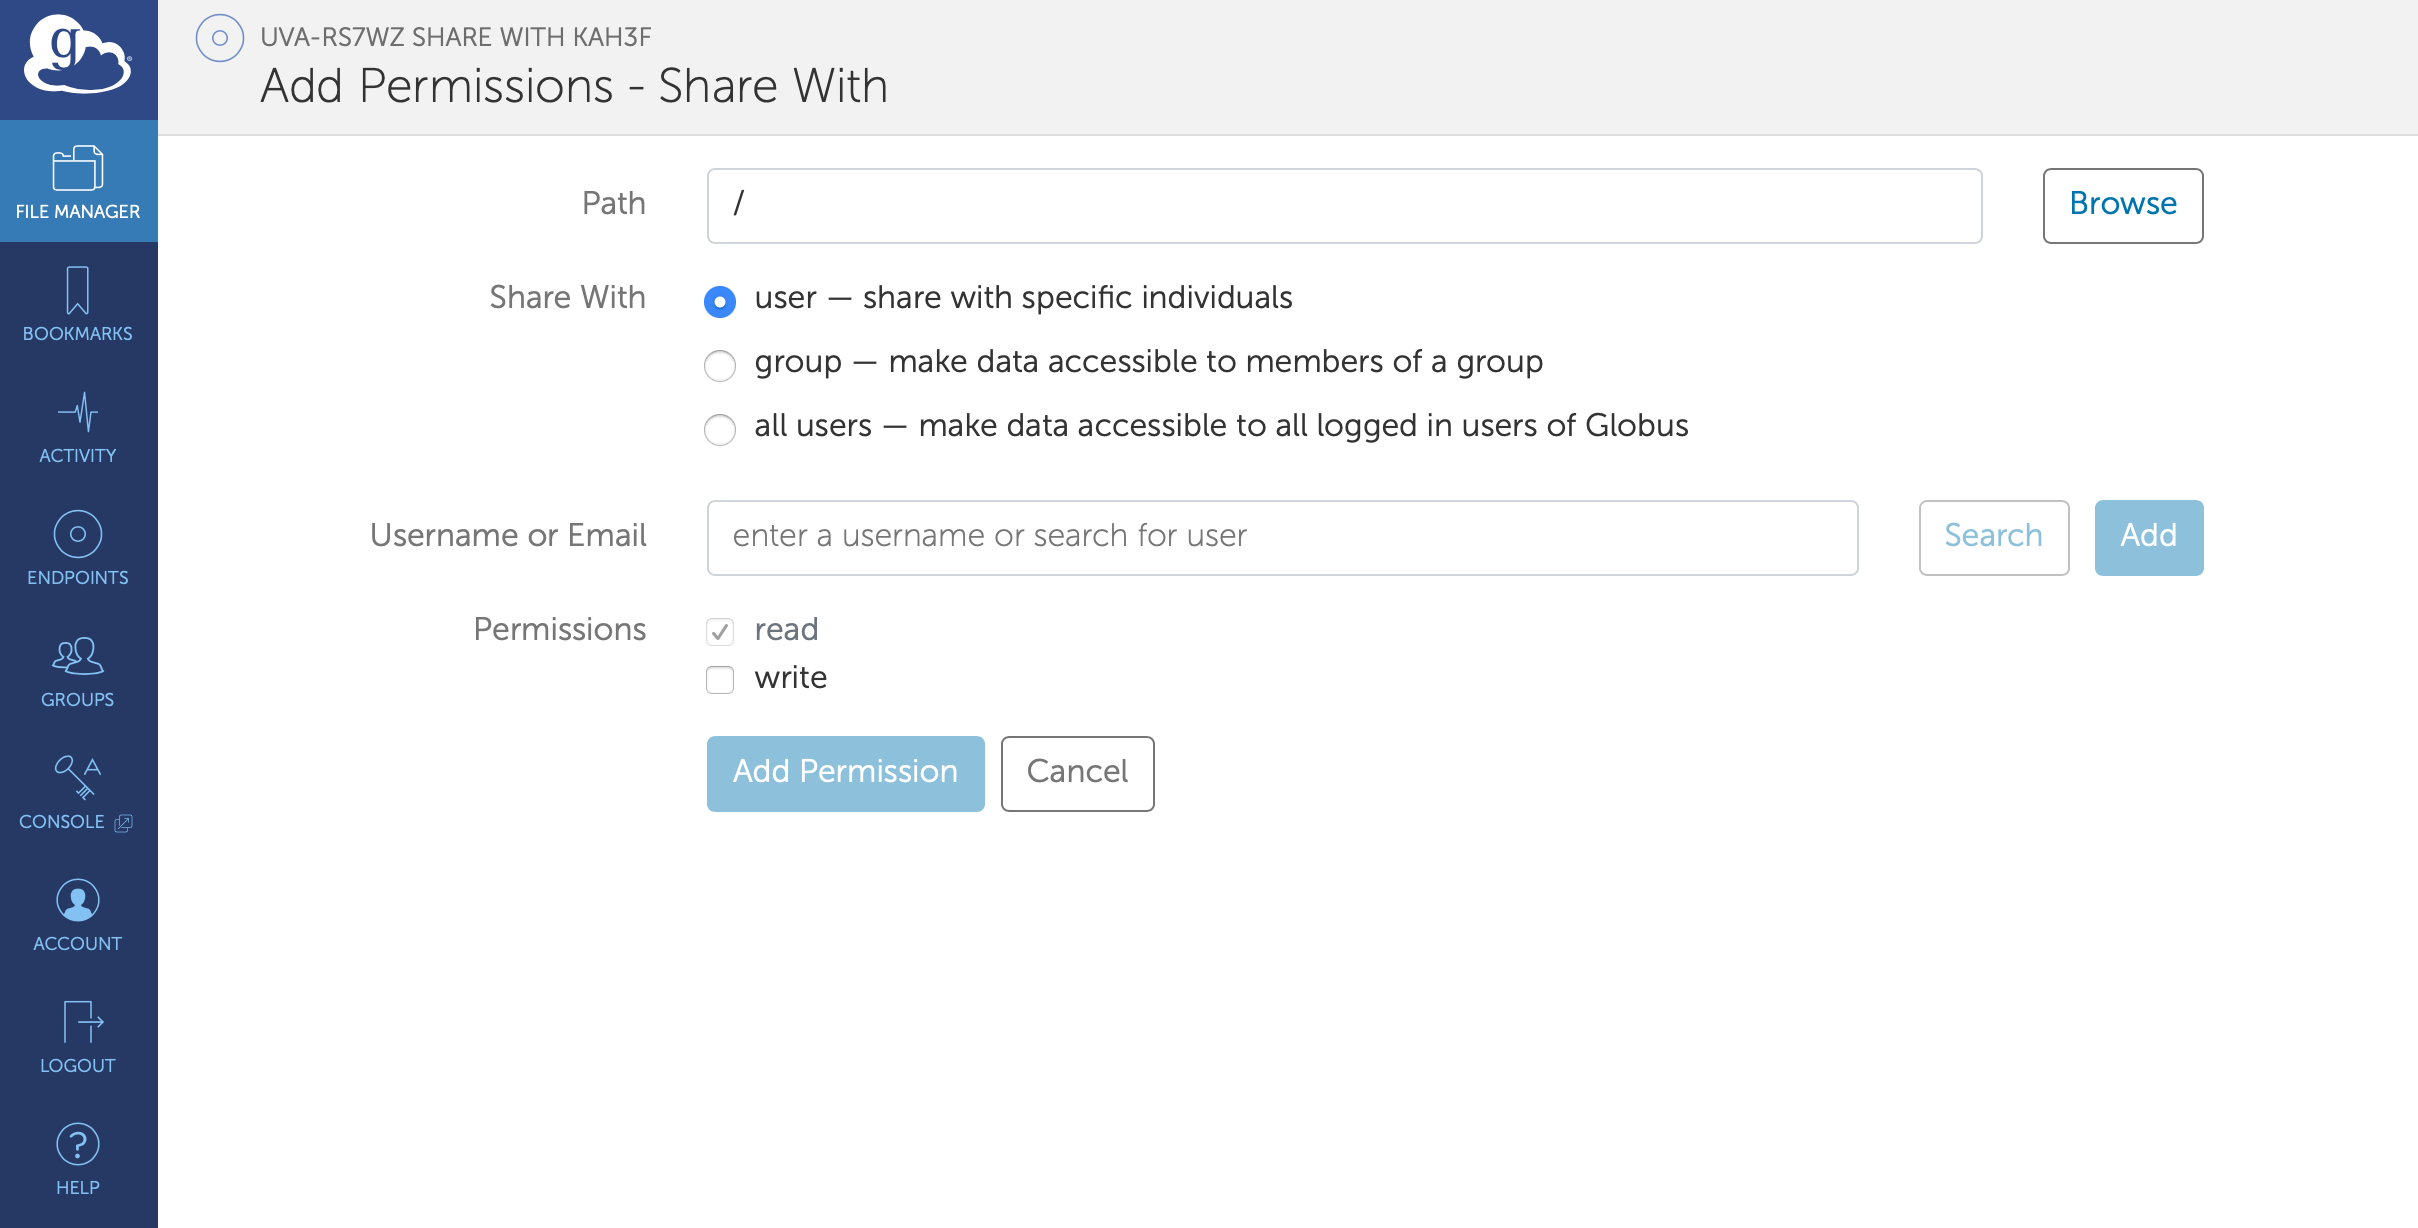 g
UVA-RS7WZ SHARE WITH KAH3F
Add Permissions - Share With
FILE MANAGER
BOOKMARKS
ACTIVITY
ENDPOINTS
GROUPS
CONSOLE
ACCOUNT
LOGOUT
HELP
Path / Browse
Share With user — share with specific individuals
group — make data accessible to members of a group
all users — make data accessible to all logged in users of Globus
Username or Email enter a username or search for user Search Add
Permissions read
write
Add Permission Cancel